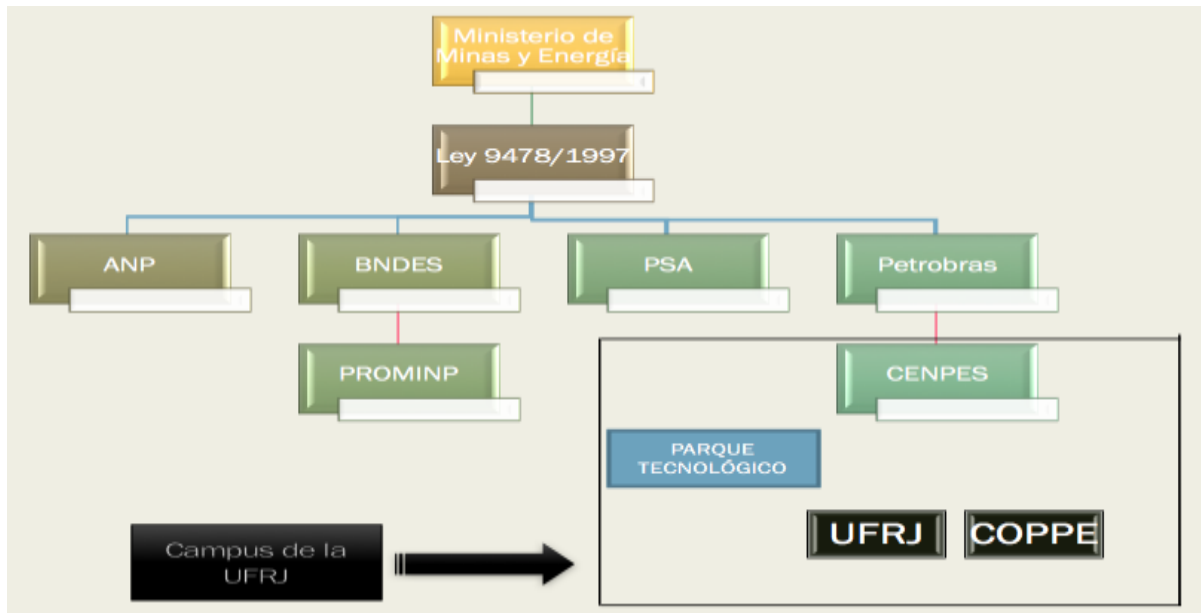 Ministerio de
Minas y Energía
Ley 9478/1997
ANP
BNDES
PSA
Petrobras
PROMINP
CENPES
PARQUE
TECNOLÓGICO
UFRJ
COPPE
Campus de la
UFRJ